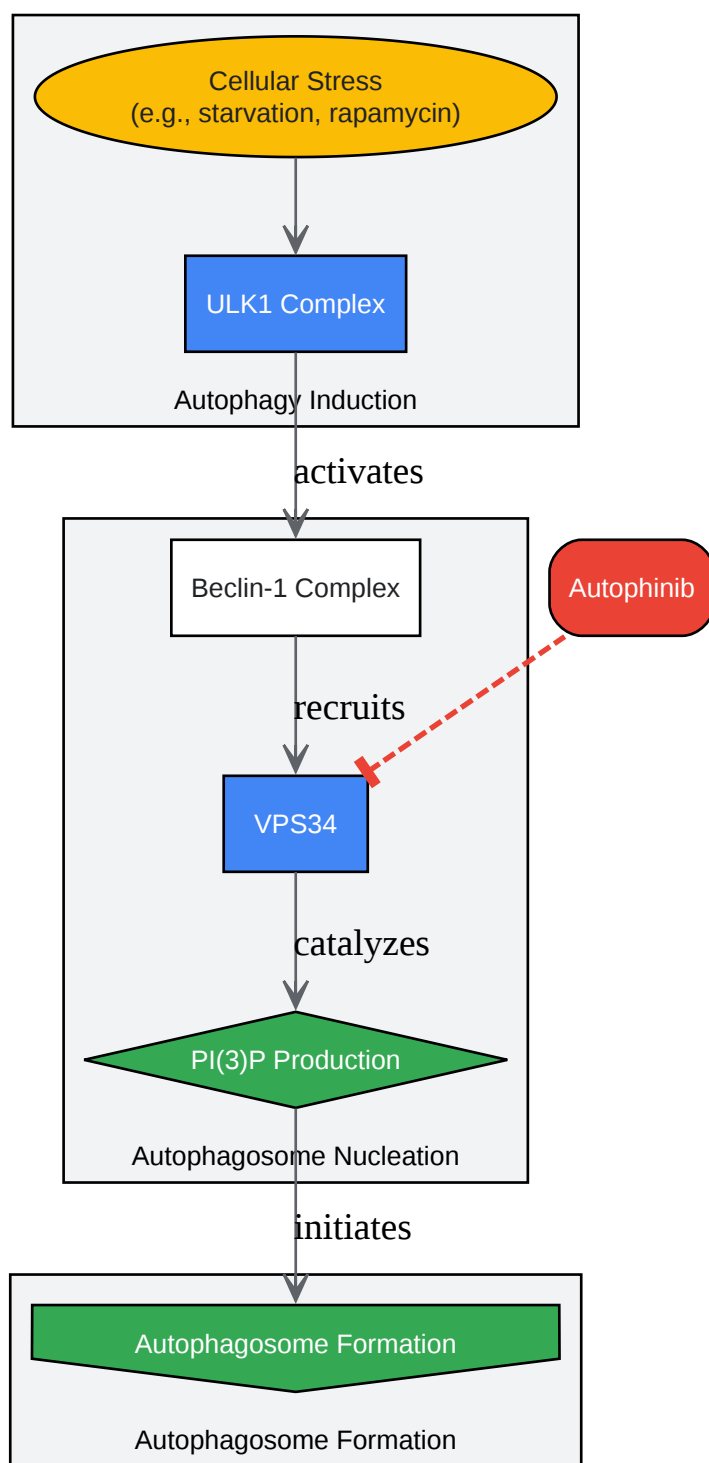 Cellular Stress
(e.g., starvation, rapamycin)
ULK1 Complex
Autophagy Induction
activates
Beclin-1 Complex
Autophinib
recruits
VPS34
catalyzes
PI(3)P Production
Autophagosome Nucleation
initiates
Autophagosome Formation
Autophagosome Formation